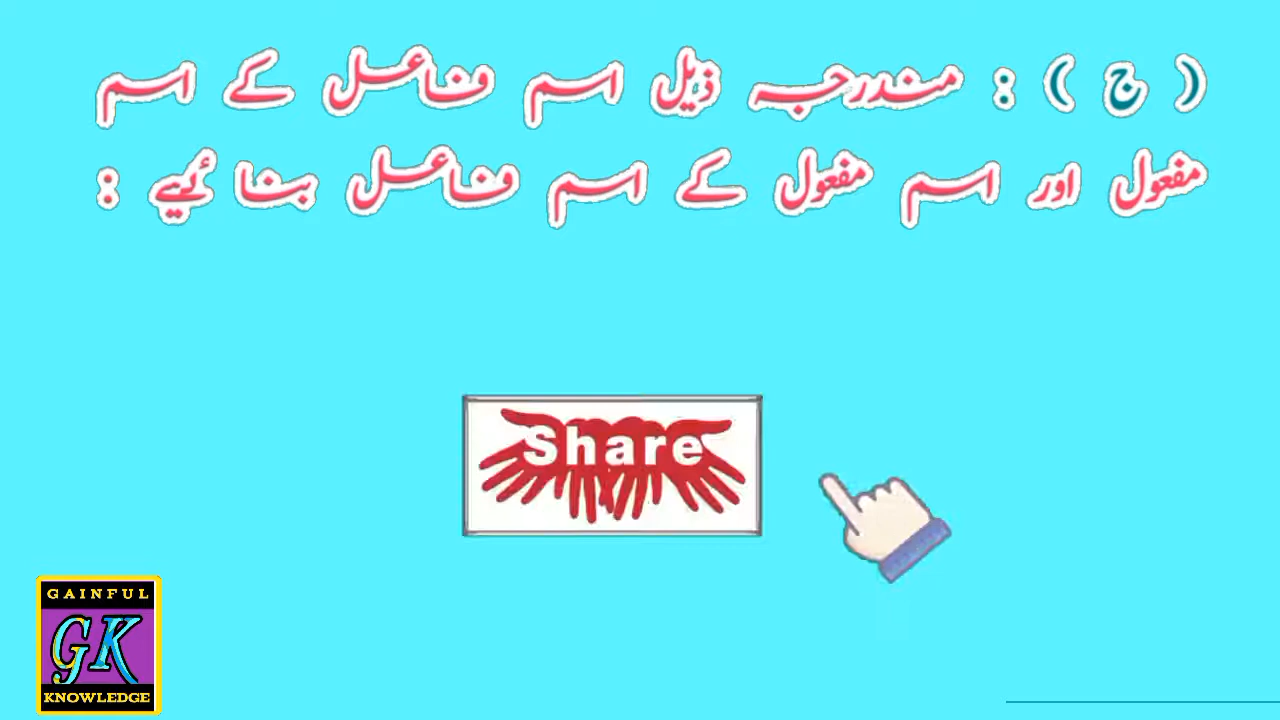 ( ج ) : مندرجہ ذیل اسم فاعل کے اسم
مفعول اور اسم مفعول کے اسم فاعل بنائیے :
Share
GAINFUL
GK
KNOWLEDGE